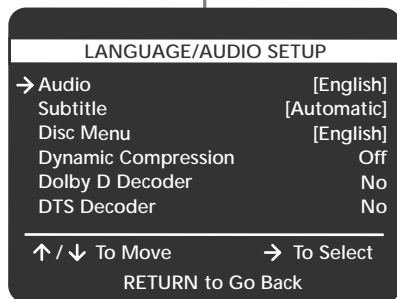 LANGUAGE/AUDIO SETUP
→ Audio [English]
Subtitle [Automatic]
Disc Menu [English]
Dynamic Compression Off
Dolby D Decoder No
DTS Decoder No
↑ / ↓ To Move → To Select
RETURN to Go Back